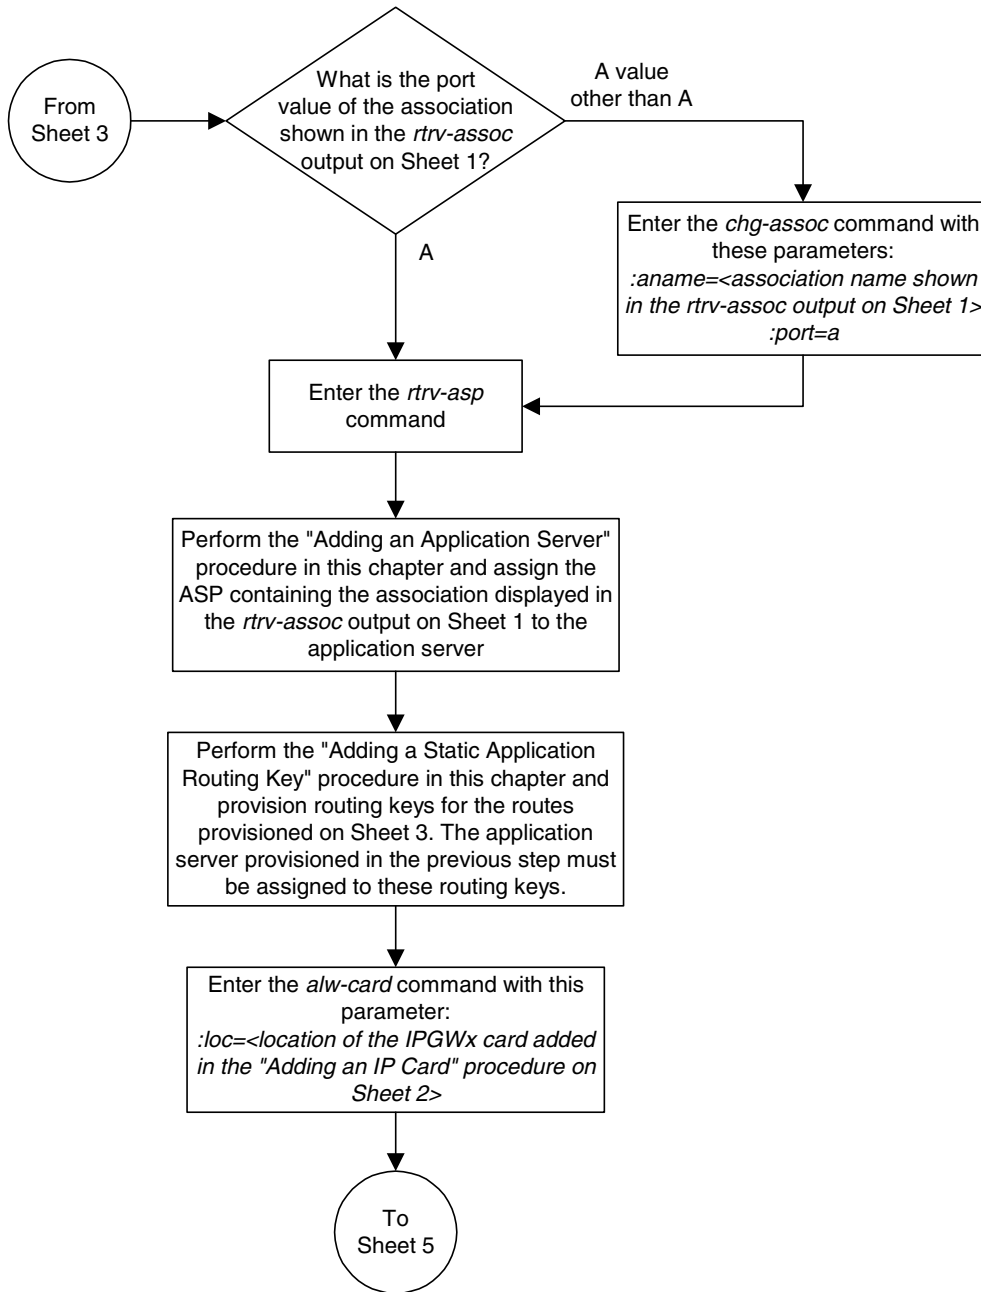 From
Sheet 3
What is the port
value of the association
shown in the rtrv-assoc
output on Sheet 1?
A value
other than A
A
Enter the chg-assoc command with
these parameters:
:aname=<association name shown
in the rtrv-assoc output on Sheet 1>
:port=a
Enter the rtrv-asp
command
Perform the "Adding an Application Server"
procedure in this chapter and assign the
ASP containing the association displayed in
the rtrv-assoc output on Sheet 1 to the
application server
Perform the "Adding a Static Application
Routing Key" procedure in this chapter and
provision routing keys for the routes
provisioned on Sheet 3. The application
server provisioned in the previous step must
be assigned to these routing keys.
Enter the alw-card command with this
parameter:
:loc=<location of the IPGWx card added
in the "Adding an IP Card" procedure on
Sheet 2>
To
Sheet 5